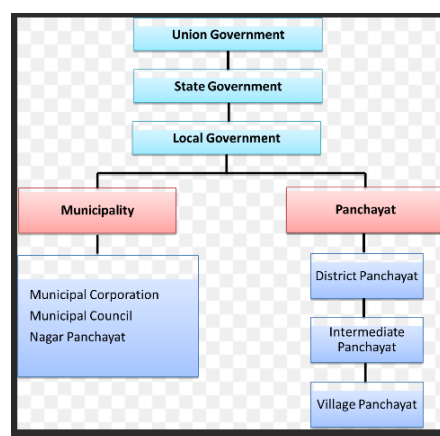 Union Government
State Government
Local Government
Municipality
Panchayat
Municipal Corporation
Municipal Council
Nagar Panchayat
District Panchayat
Intermediate
Panchayat
Village Panchayat